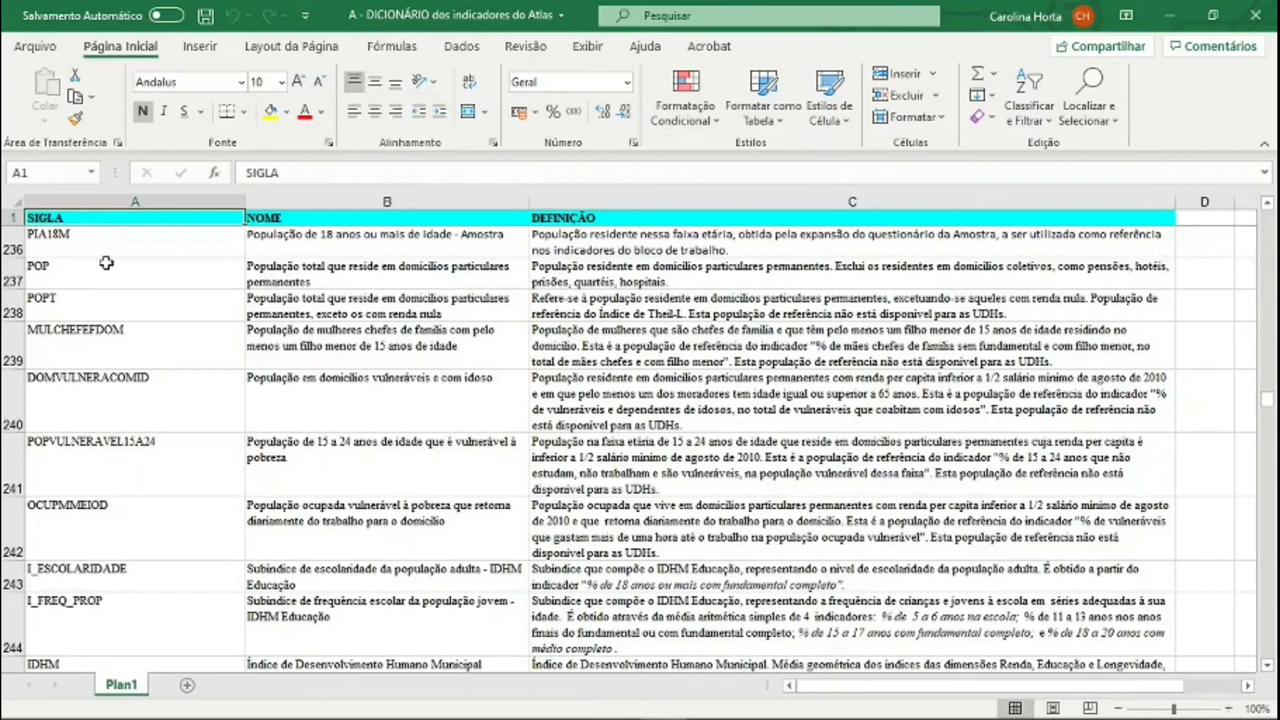 Salvamento Automático
A - DICIONÁRIO dos indicadores do Atlas
Pesquisar
Carolina Horta
CH
Arquivo
Página Inicial
Inserir
Layout da Página
Fórmulas
Dados
Revisão
Exibir
Ajuda
Acrobat
Compartilhar
Comentários
Colar
Andalus
10
N I S
Geral
Formatação Condicional
Formatar como Tabela
Estilos de Célula
Inserir
Excluir
Formatar
Classificar e Filtrar
Localizar e Selecionar
Área de Transferência
Fonte
Alinhamento
Número
Estilos
Células
Edição
A1
SIGLA
A B C D
1 SIGLA NOME DEFINIÇÃO
PIA18M População de 18 anos ou mais de idade - Amostra População residente nessa faixa etária, obtida pela expansão do questionário da Amostra, a ser utilizada como referência
236 nos indicadores do bloco de trabalho.
POP População total que reside em domicílios particulares População residente em domicílios particulares permanentes. Exclui os residentes em domicílios coletivos, como pensões, hotéis,
237 permanentes prisões, quartéis, hospitais.
POPT População total que reside em domicílios particulares Refere-se à população residente em domicílios particulares permanentes, excetuando-se aqueles com renda nula. População de
238 permanentes, exceto os com renda nula referência do Índice de Theil-L. Esta população de referência não está disponível para as UDHs.
MULCHEFEFDOM População de mulheres chefes de família com pelo População de mulheres que são chefes de família e que têm pelo menos um filho menor de 15 anos de idade residindo no
menos um filho menor de 15 anos de idade domicílio. Esta é a população de referência do indicador "% de mães chefes de família sem fundamental e com filho menor, no
239 total de mães chefes e com filho menor". Esta população de referência não está disponível para as UDHs.
DOMVULNERACOMID População em domicílios vulneráveis e com idoso População residente em domicílios particulares permanentes com renda per capita inferior a 1/2 salário mínimo de agosto de 2010
e em que pelo menos um dos moradores tem idade igual ou superior a 65 anos. Esta é a população de referência do indicador "%
de vulneráveis e dependentes de idosos, no total de vulneráveis que coabitam com idosos". Esta população de referência não
240 está disponível para as UDHs.
POPVULNERAVEL15A24 População de 15 a 24 anos de idade que é vulnerável à População na faixa etária de 15 a 24 anos de idade que reside em domicílios particulares permanentes cuja renda per capita é
pobreza inferior a 1/2 salário mínimo de agosto de 2010. Esta é a população de referência do indicador "% de 15 a 24 anos que não
estudam, não trabalham e são vulneráveis, na população vulnerável dessa faixa". Esta população de referência não está
241 disponível para as UDHs.
OCUPMMEIOD População ocupada vulnerável à pobreza que retorna População ocupada que vive em domicílios particulares permanentes com renda per capita inferior a 1/2 salário mínimo de agosto
diariamente do trabalho para o domicílio de 2010 e que retorna diariamente do trabalho para o domicílio. Esta é a população de referência do indicador "% de vulneráveis
que gastam mais de uma hora até o trabalho na população ocupada vulnerável". Esta população de referência não está
242 disponível para as UDHs.
I_ESCOLARIDADE Subíndice de escolaridade da população adulta - IDHM Subíndice que compõe o IDHM Educação, representando o nível de escolaridade da população adulta. É obtido a partir do
243 Educação indicador "% de 18 anos ou mais com fundamental completo".
I_FREQ_PROP Subíndice de frequência escolar da população jovem - Subíndice que compõe o IDHM Educação, representando a frequência de crianças e jovens à escola em séries adequadas à sua
IDHM Educação idade. É obtido através da média aritmética simples de 4 indicadores: % de 5 a 6 anos na escola; % de 11 a 13 anos nos anos
finais do fundamental ou com fundamental completo; % de 15 a 17 anos com fundamental completo, e % de 18 a 20 anos com
244 médio completo.
IDHM Índice de Desenvolvimento Humano Municipal Índice de Desenvolvimento Humano Municipal. Média geométrica dos índices das dimensões Renda, Educação e Longevidade,
Plan1
100%